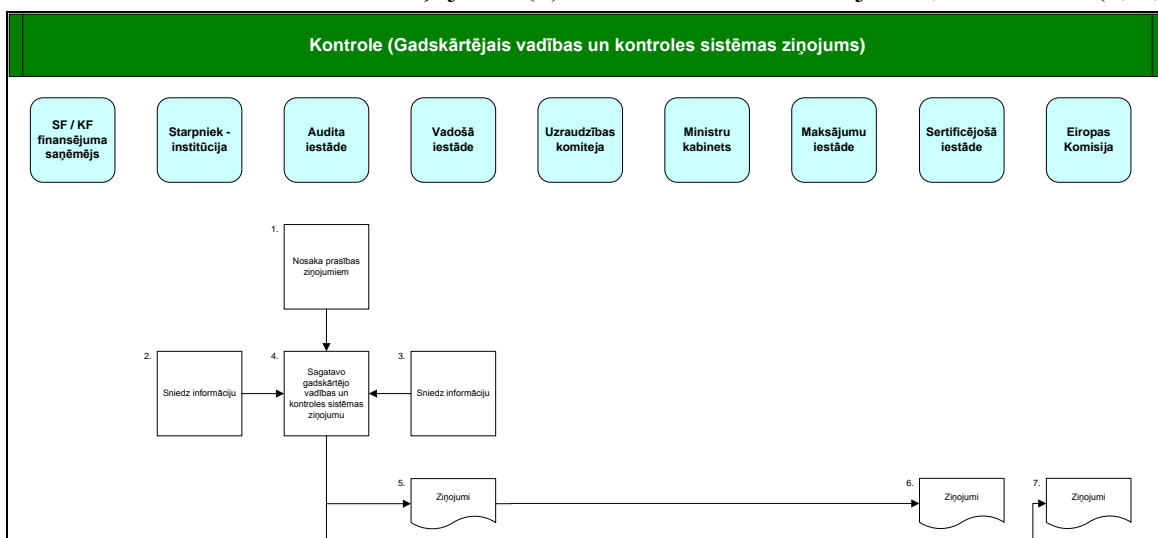 Kontrole (Gadskārtējais vadības un kontroles sistēmas ziņojums)
SF / KF
finansējuma
saņēmējs
Starpniek -
institūcija
Audita
iestāde
Vadošā
iestāde
Uzraudzības
komiteja
Ministru
kabinets
Maksājumu
iestāde
Sertificējošā
iestāde
Eiropas
Komisija
1.
Nosaka prasības
ziņojumiem
2.
Sniedz informāciju
4.
Sagatavo
gadskārtējo
vadības un
kontroles sistēmas
ziņojumu
3.
Sniedz informāciju
5.
Ziņojumi
6.
Ziņojumi
7.
Ziņojumi